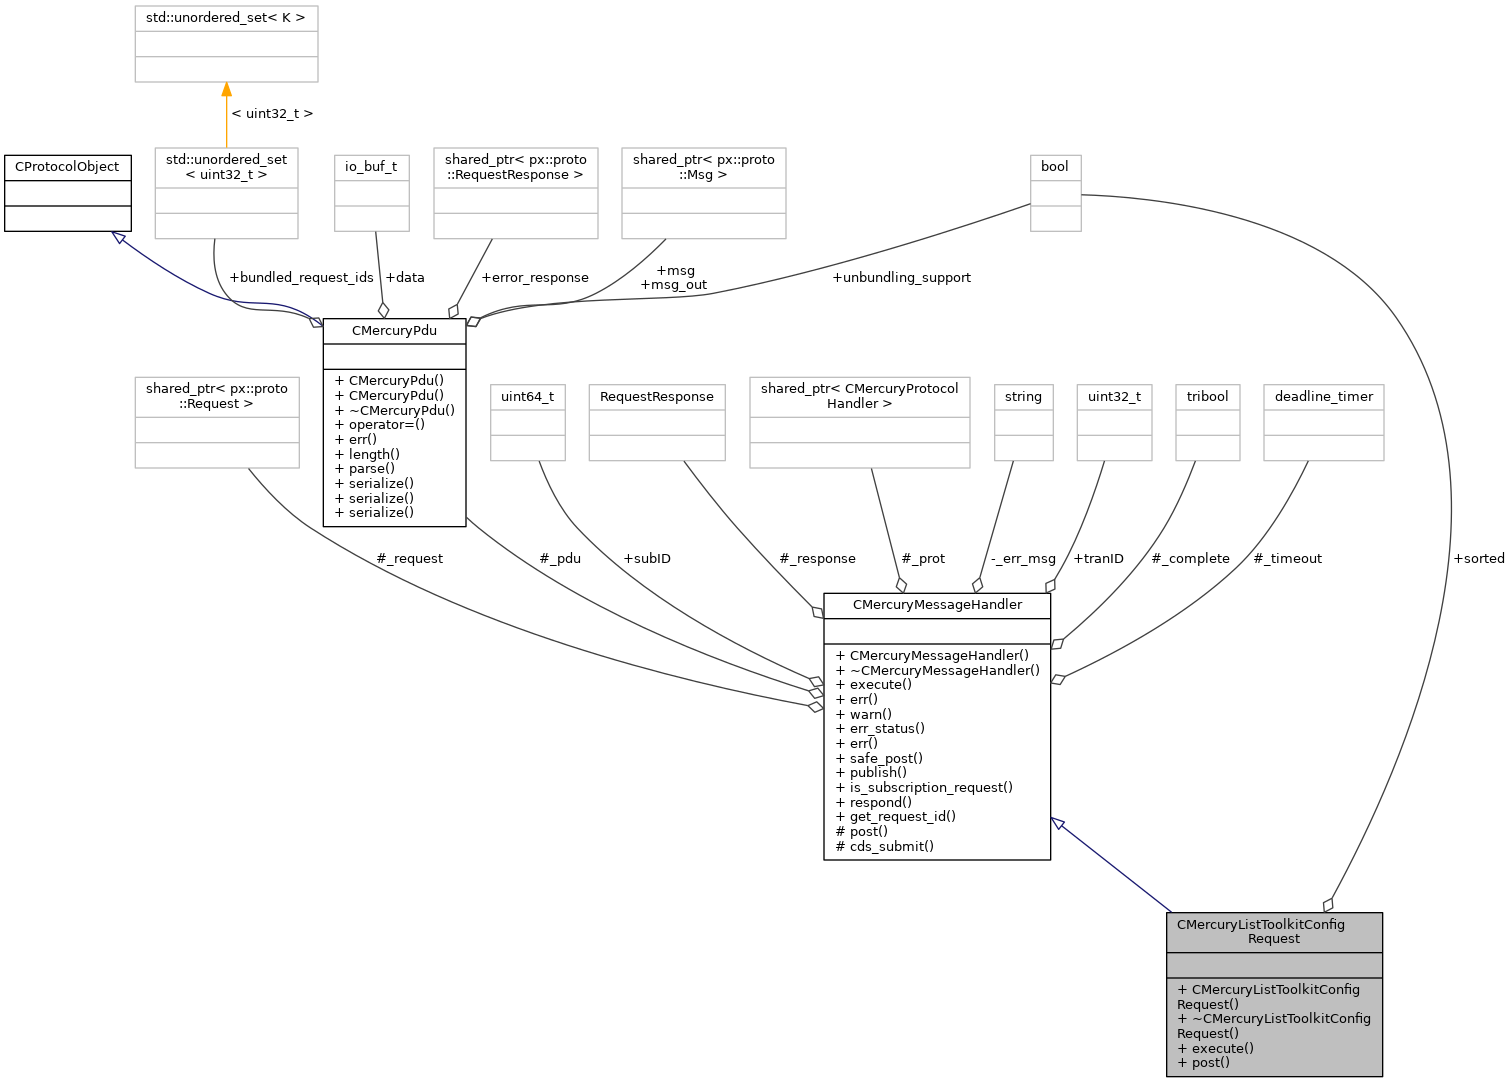 std::unordered_set< K >
< uint32_t >
CProtocolObject
std::unordered_set
< uint32_t >
io_buf_t
shared_ptr< px::proto
::RequestResponse >
shared_ptr< px::proto
::Msg >
bool
+bundled_request_ids
+data
+error_response
+msg
+msg_out
+unbundling_support
CMercuryPdu
+ CMercuryPdu()
+ CMercuryPdu()
+ ~CMercuryPdu()
+ operator=()
+ err()
+ length()
+ parse()
+ serialize()
+ serialize()
+ serialize()
shared_ptr< px::proto
::Request >
uint64_t
RequestResponse
shared_ptr< CMercuryProtocol
Handler >
string
uint32_t
tribool
deadline_timer
#_request
#_pdu
+subID
#_response
#_prot
-_err_msg
+tranID
#_complete
#_timeout
+sorted
CMercuryMessageHandler
+ CMercuryMessageHandler()
+ ~CMercuryMessageHandler()
+ execute()
+ err()
+ warn()
+ err_status()
+ err()
+ safe_post()
+ publish()
+ is_subscription_request()
+ respond()
+ get_request_id()
# post()
# cds_submit()
CMercuryListToolkitConfig
Request
+ CMercuryListToolkitConfig
Request()
+ ~CMercuryListToolkitConfig
Request()
+ execute()
+ post()